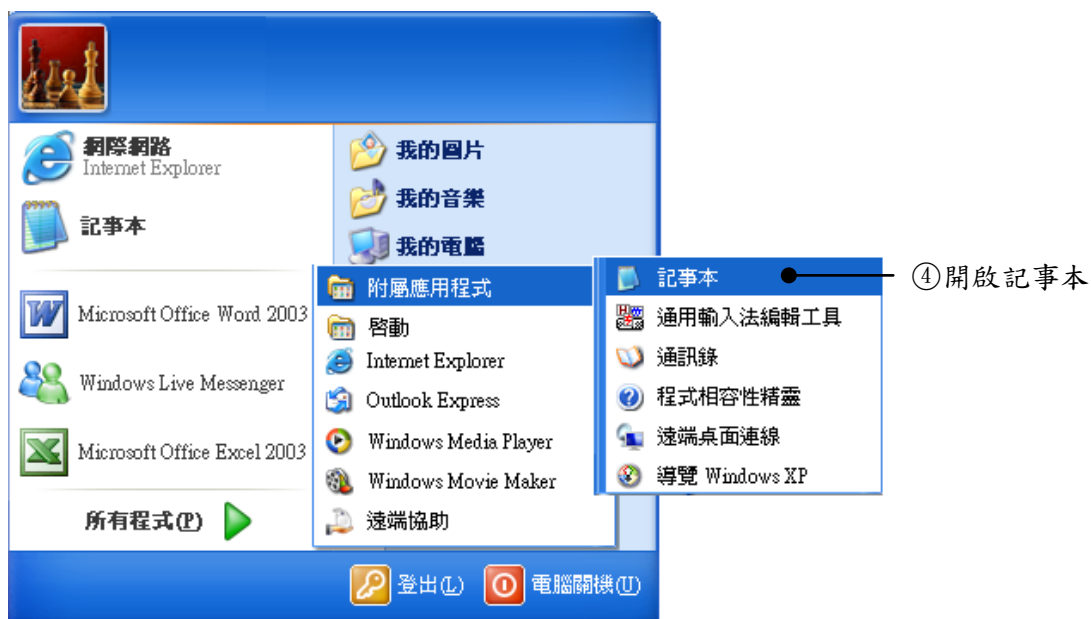 網際網路
Internet Explorer
記事本
Microsoft Office Word 2003
Windows Live Messenger
Microsoft Office Excel 2003
所有程式(P)
我的圖片
我的音樂
我的電腦
附屬應用程式
啓動
Internet Explorer
Outlook Express
Windows Media Player
Windows Movie Maker
遠端協助
記事本
通用輸入法編輯工具
通訊錄
程式相容性精靈
遠端桌面連線
導覽 Windows XP
④開啟記事本
登出(L)
電腦關機(U)